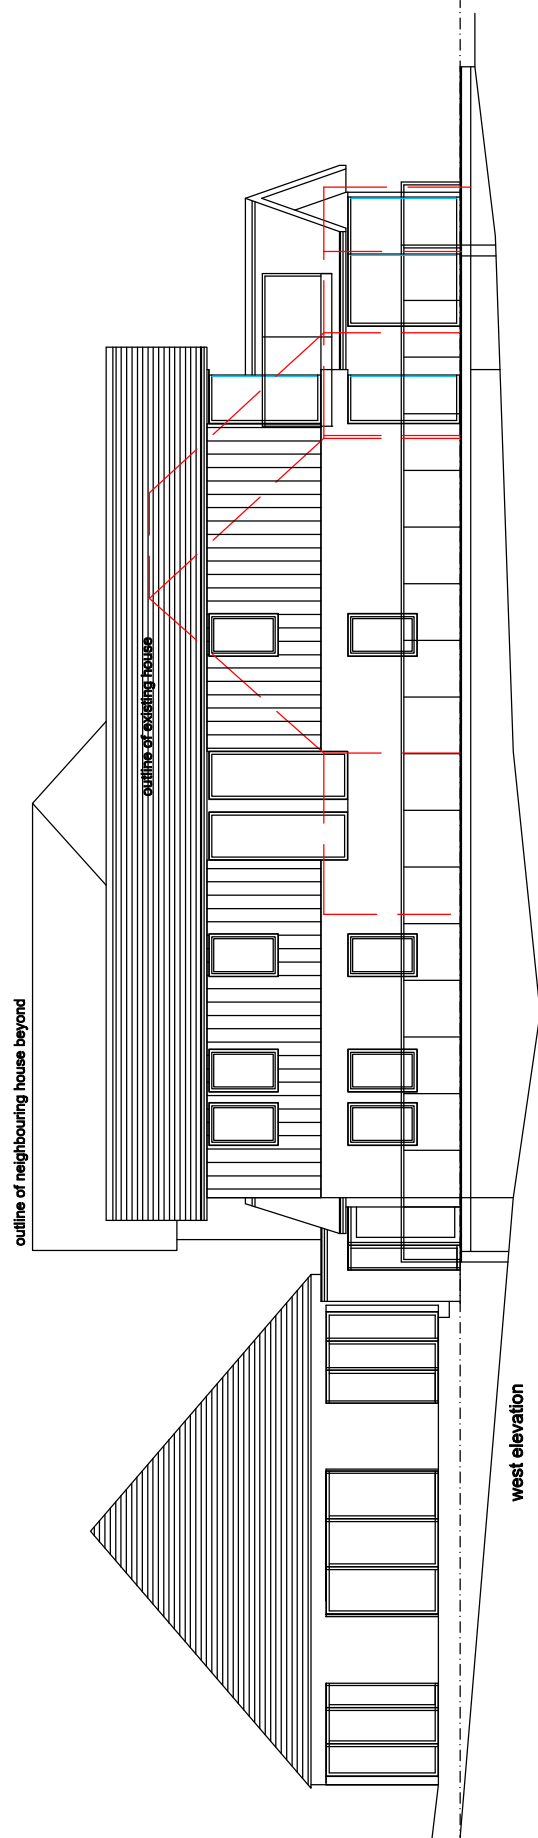 outline of neighbouring house beyond
outline of existing house
west elevation